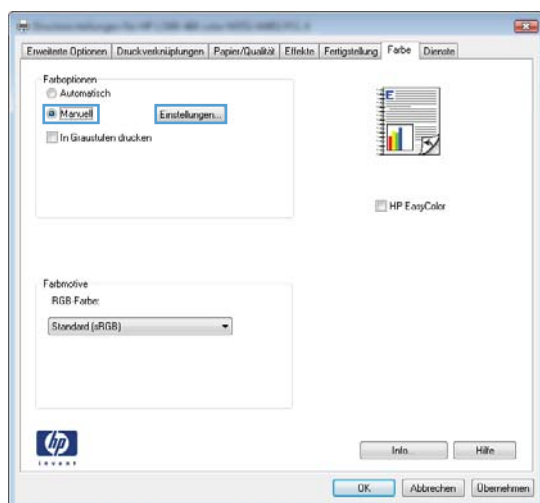 Erweiterte Optionen Druckverknüpfungen Papier/Qualität Effekte Fertigstellung Farbe Dienste
Farboptionen
Automatisch
Manuell Einstellungen...
In Graustufen drucken
E
HP EasyColor
Farbmotive
RGB-Farbe:
Standard (sRGB)
hp
invent
Info... Hilfe
OK Abbrechen Übernehmen